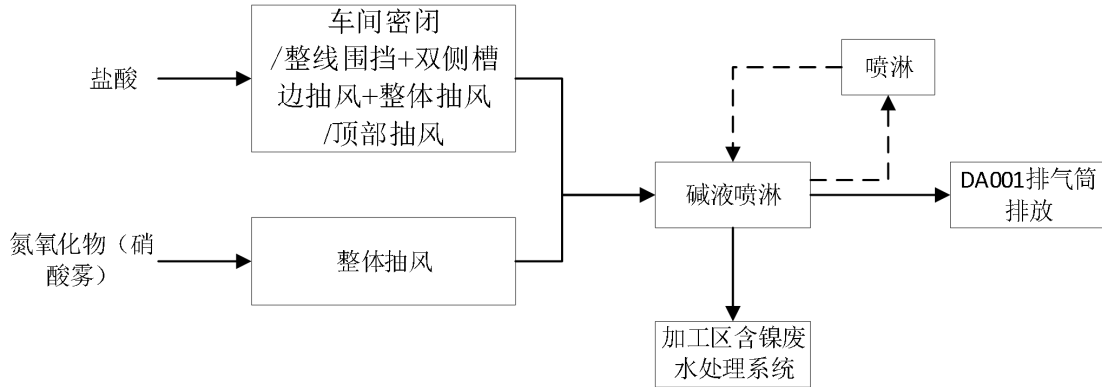 盐酸
车间密闭
/整线围挡+双侧槽
边抽风+整体抽风
/顶部抽风
氮氧化物（硝
酸雾）
整体抽风
喷淋
碱液喷淋
DA001排气筒
排放
加工区含镍废
水处理系统